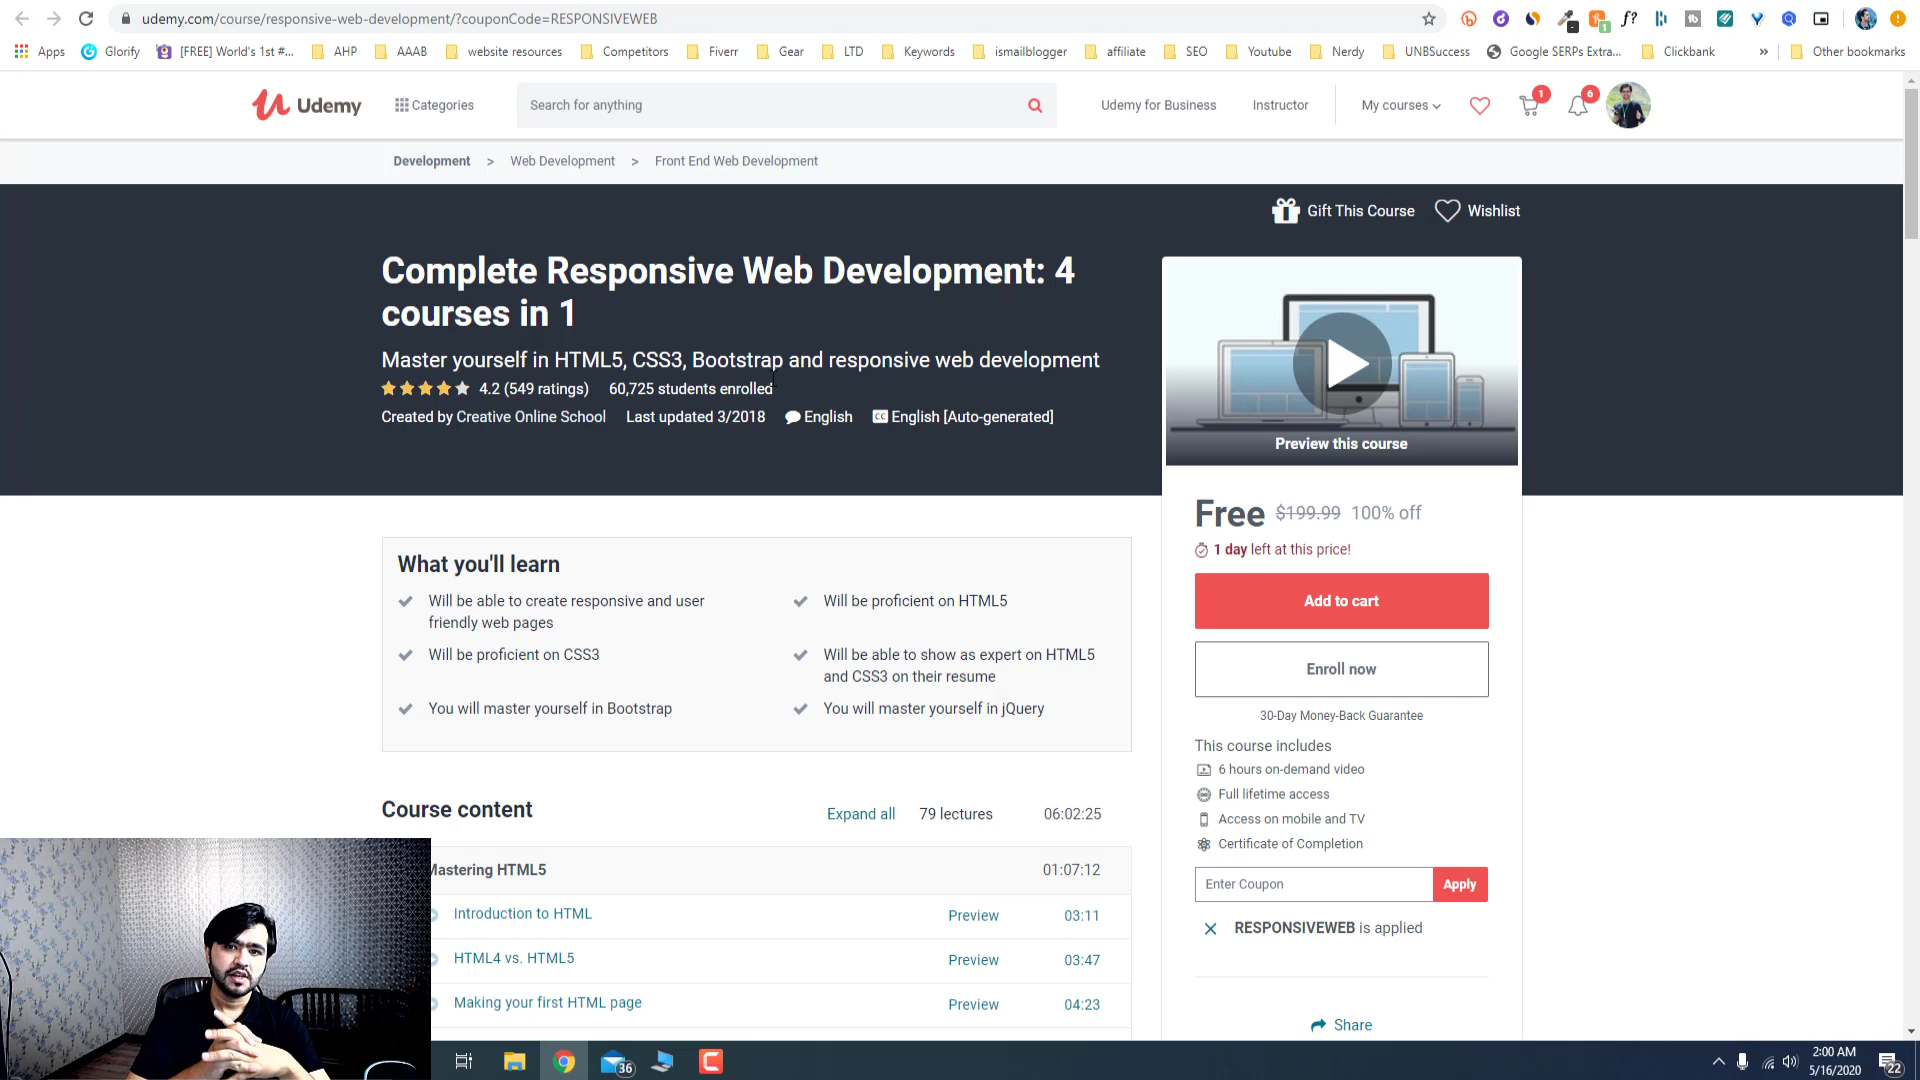 udemy.com/course/responsive-web-development/?couponCode=RESPONSIVEWEB
Apps
Glorify
[FREE] World's 1st #...
AHP
AAAB
website resources
Competitors
Fiverr
Gear
LTD
Keywords
ismailblogger
affiliate
SEO
Youtube
Nerdy
UNBSuccess
Google SERPs Extra...
Clickbank
»
Other bookmarks
Udemy
Categories
Search for anything
Udemy for Business
Instructor
My courses
1
6
Development > Web Development > Front End Web Development
Gift This Course
Wishlist
Complete Responsive Web Development: 4
courses in 1
Master yourself in HTML5, CSS3, Bootstrap and responsive web development
4.2 (549 ratings) 60,725 students enrolled
Created by Creative Online School Last updated 3/2018 English CC English [Auto-generated]
Preview this course
Free $199.99 100% off
1 day left at this price!
Add to cart
Enroll now
30-Day Money-Back Guarantee
This course includes
6 hours on-demand video
Full lifetime access
Access on mobile and TV
Certificate of Completion
Enter Coupon
Apply
RESPONSIVEWEB is applied
Share
What you'll learn
Will be able to create responsive and user
friendly web pages
Will be proficient on HTML5
Will be proficient on CSS3
Will be able to show as expert on HTML5
and CSS3 on their resume
You will master yourself in Bootstrap
You will master yourself in jQuery
Course content
Expand all
79 lectures
06:02:25
Mastering HTML5
01:07:12
Introduction to HTML
Preview
03:11
HTML4 vs. HTML5
Preview
03:47
Making your first HTML page
Preview
04:23
36
2:00 AM
5/16/2020
22